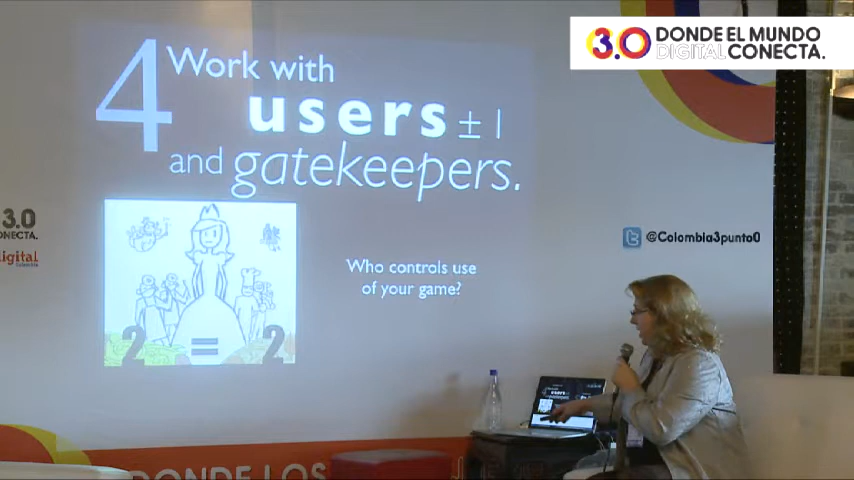 3.0 DONDE EL MUNDO
DIGITAL CONECTA.
4 Work with
users ± 1
and gatekeepers.
2 = 2
Who controls use
of your game?
3.0
CONECTA.
digital
@Colombia3punto0
DONDE LOS